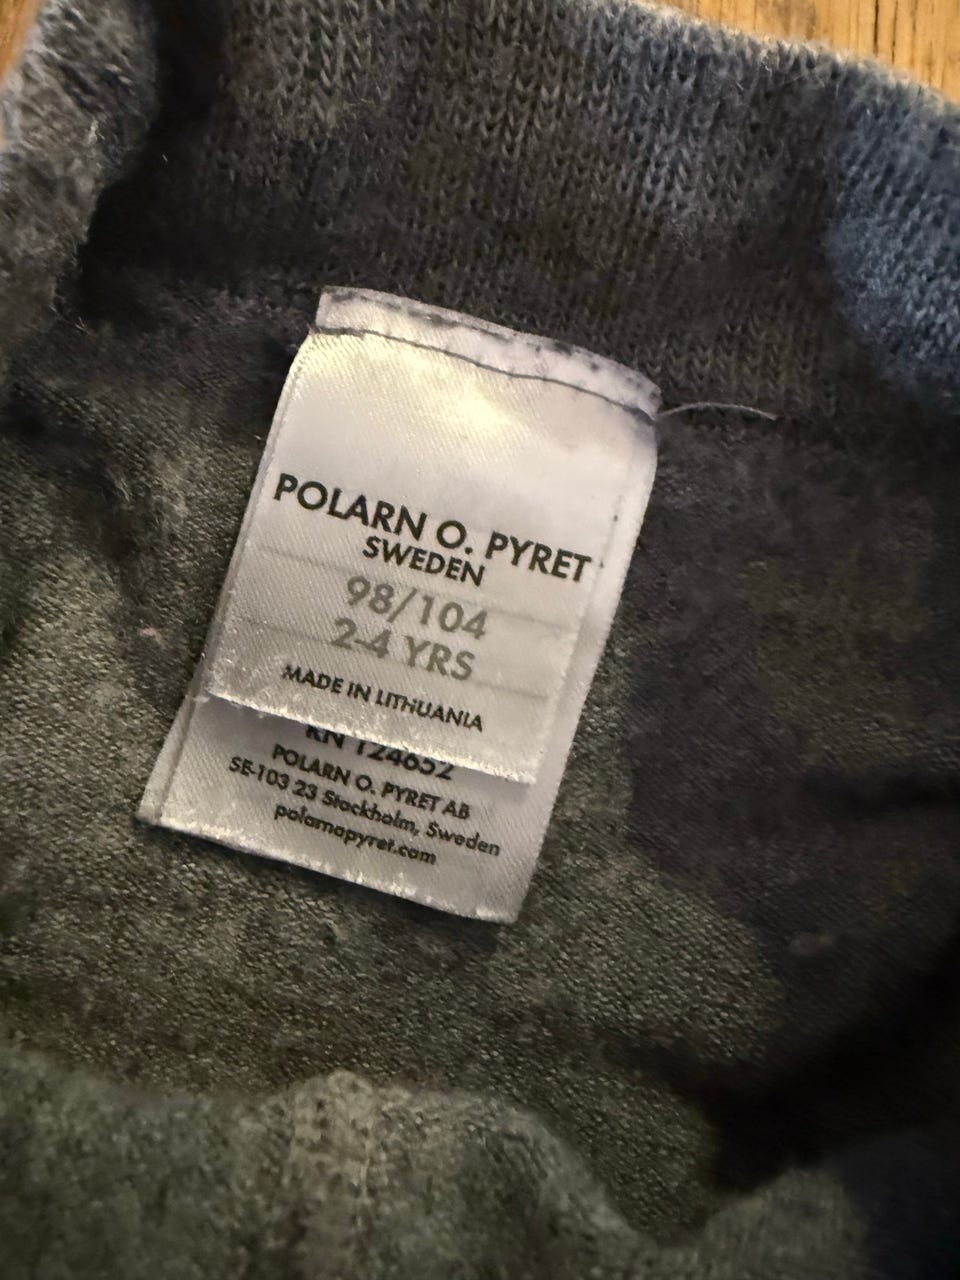 POLARN O. PYRET
SWEDEN
98/104
2-4 YRS
MADE IN LITHUANIA
RN 124652
POLARN O. PYRET AB
SE-103 23 Stockholm, Sweden
polarnopyret.com